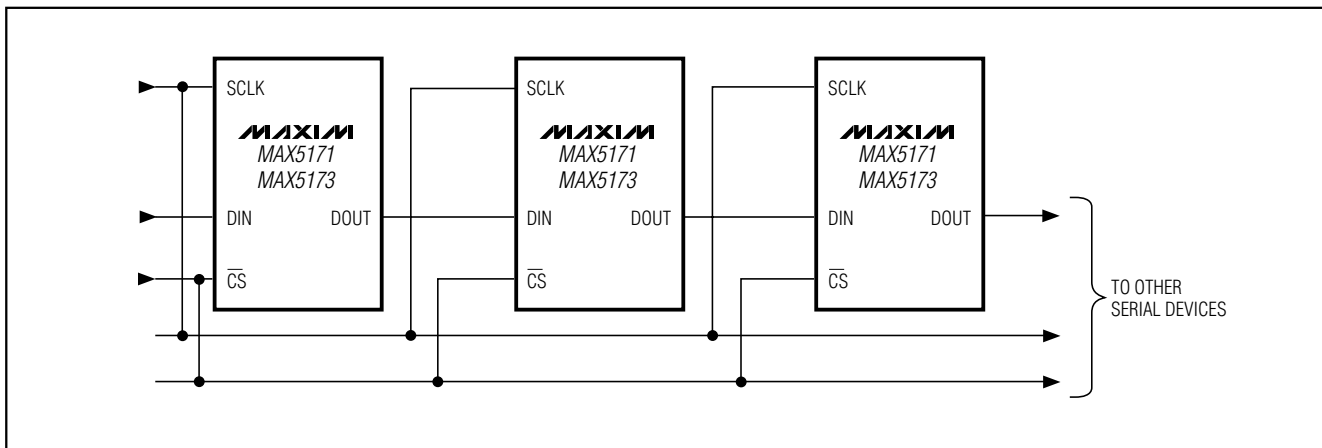 SCLK
MAXIM
MAX5171
MAX5173
DIN DOUT
CS
SCLK
MAXIM
MAX5171
MAX5173
DIN DOUT
CS
SCLK
MAXIM
MAX5171
MAX5173
DIN DOUT
CS
TO OTHER
SERIAL DEVICES